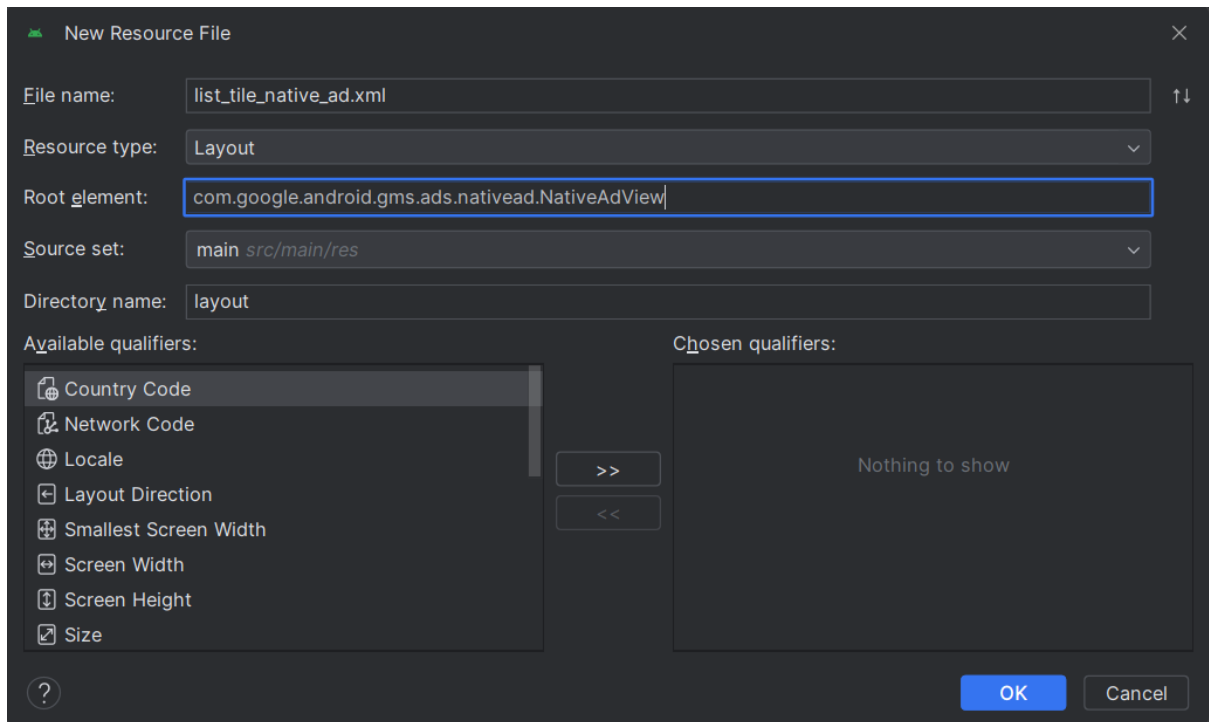 New Resource File
File name: list_tile_native_ad.xml
Resource type: Layout
Root element: com.google.android.gms.ads.nativead.NativeAdView
Source set: main src/main/res
Directory name: layout
Available qualifiers: Chosen qualifiers:
Country Code
Network Code
Locale
Layout Direction
Smallest Screen Width
Screen Width
Screen Height
Size
>>
<<
Nothing to show
? OK Cancel